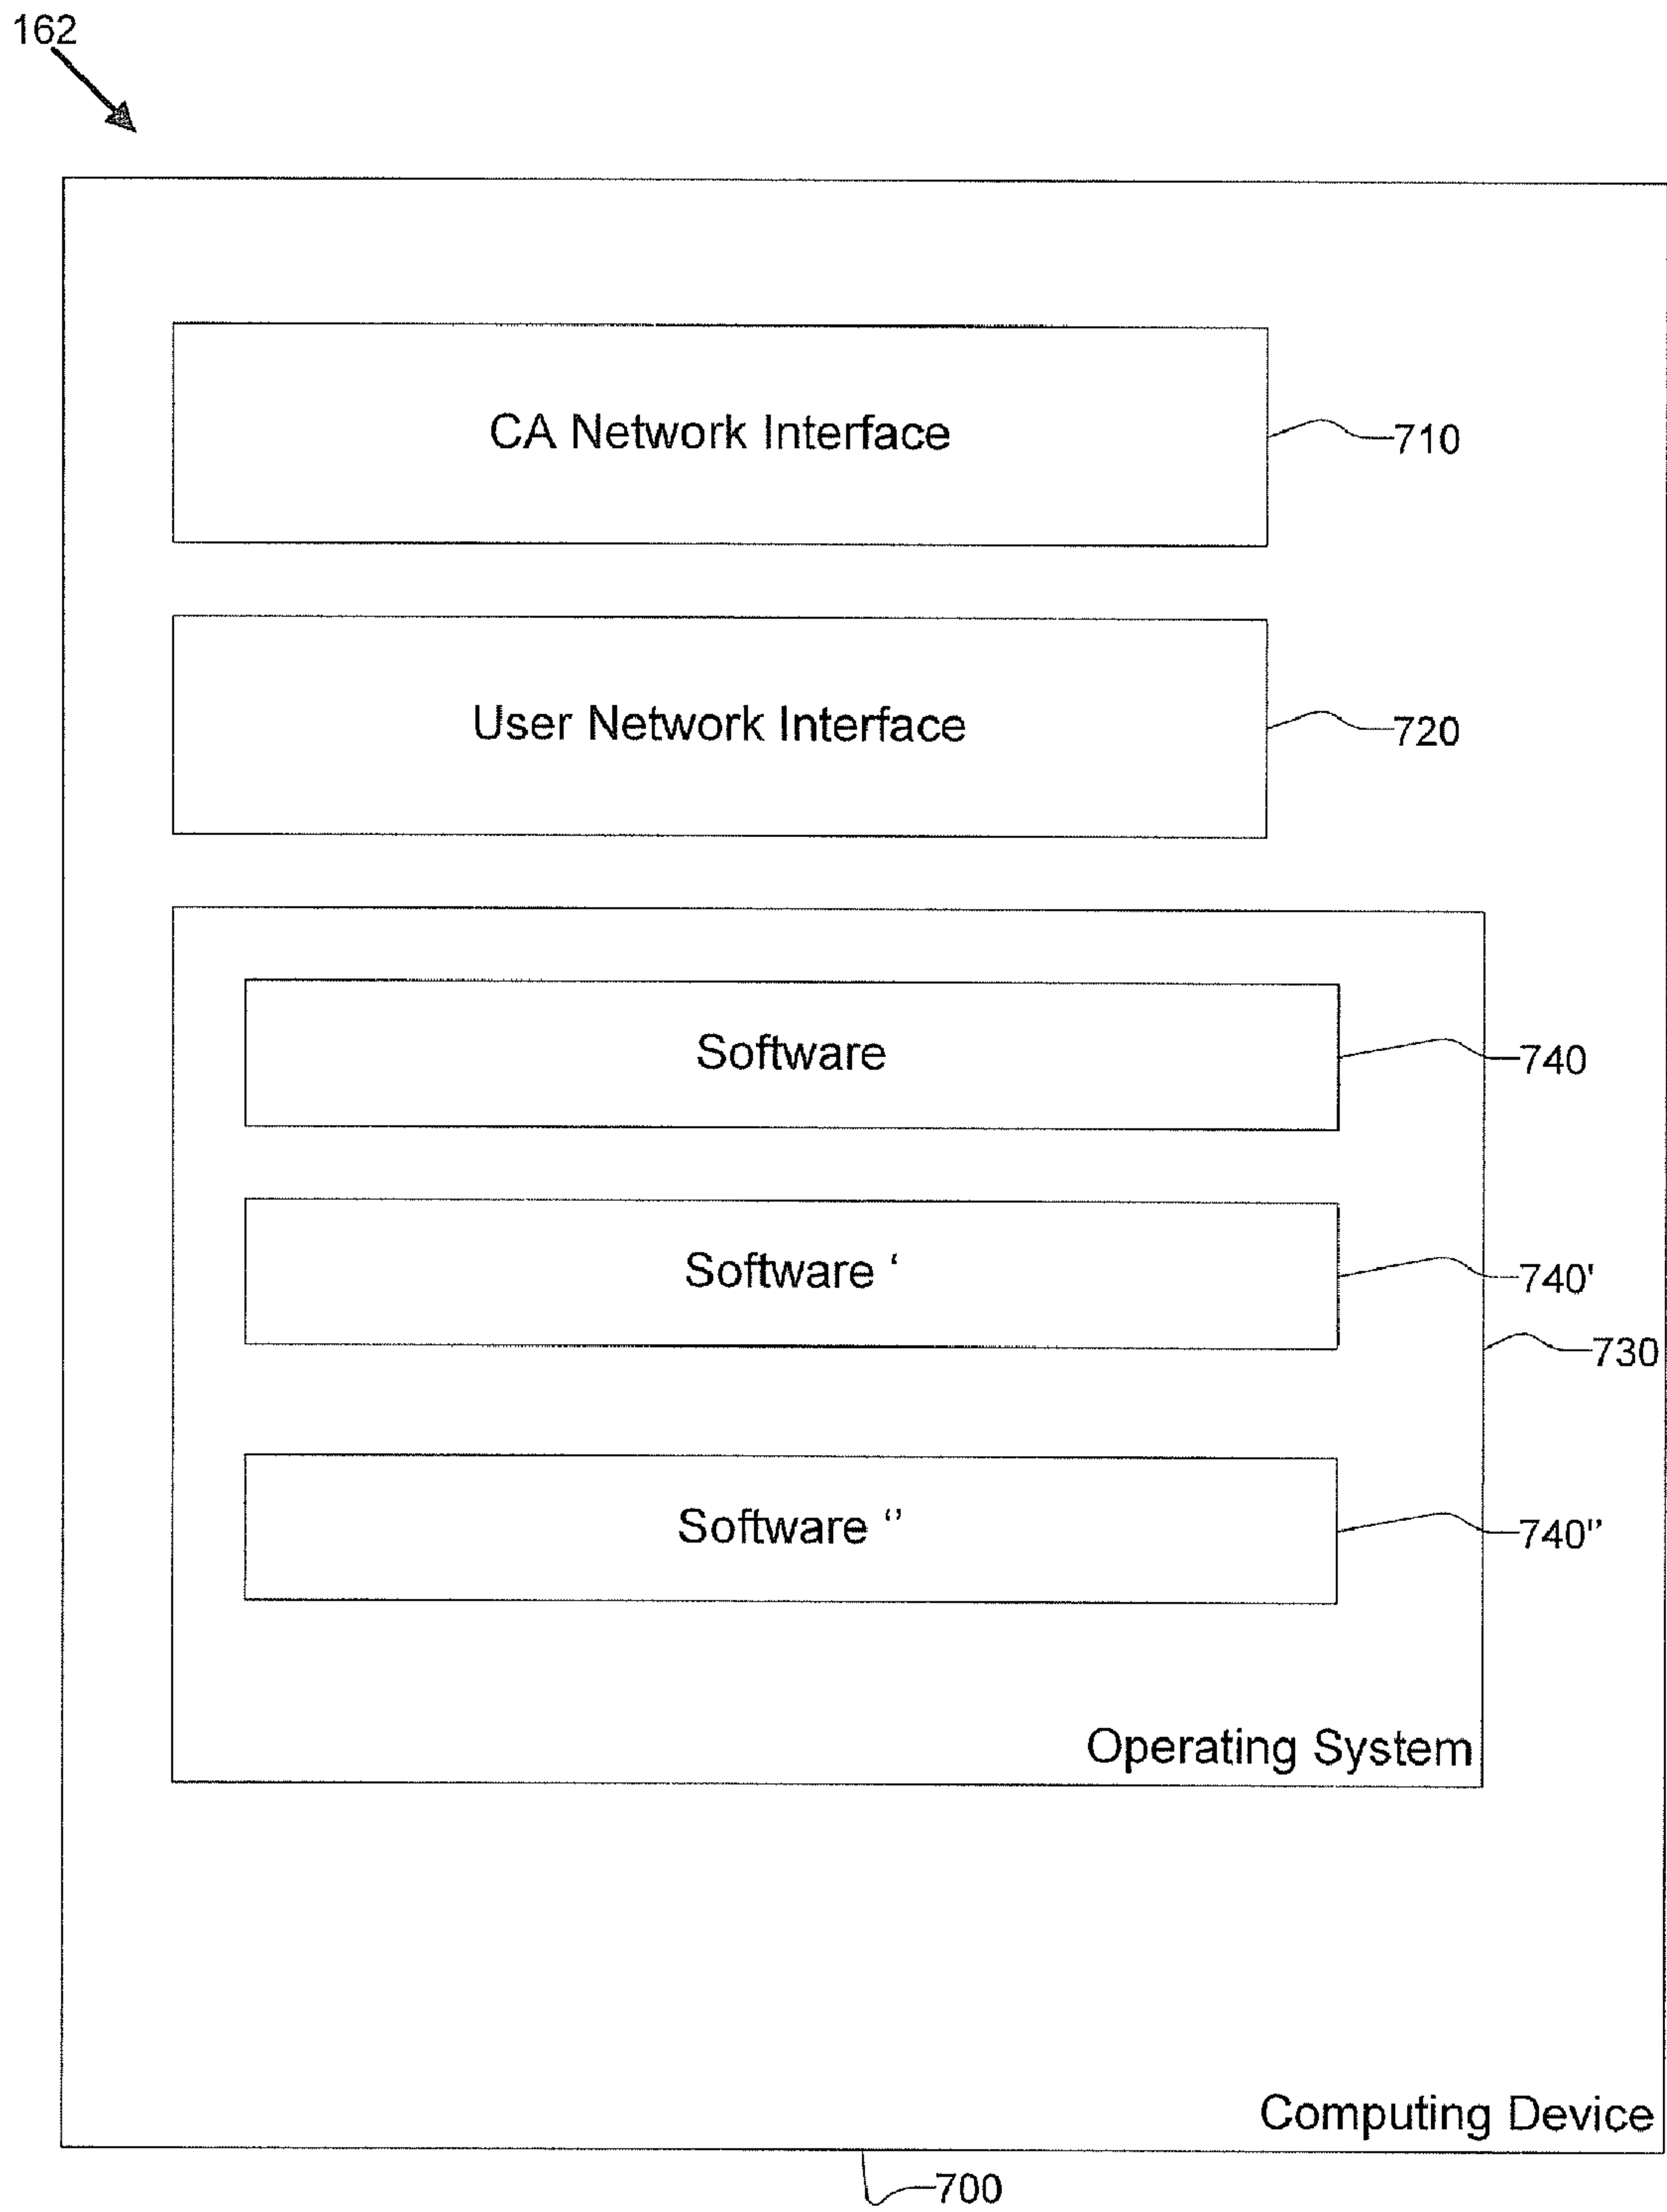 162
CA Network Interface
710
User Network Interface
720
Software
740
Software ‘
740'
730
Software ‘’
740''
Operating System
Computing Device
700